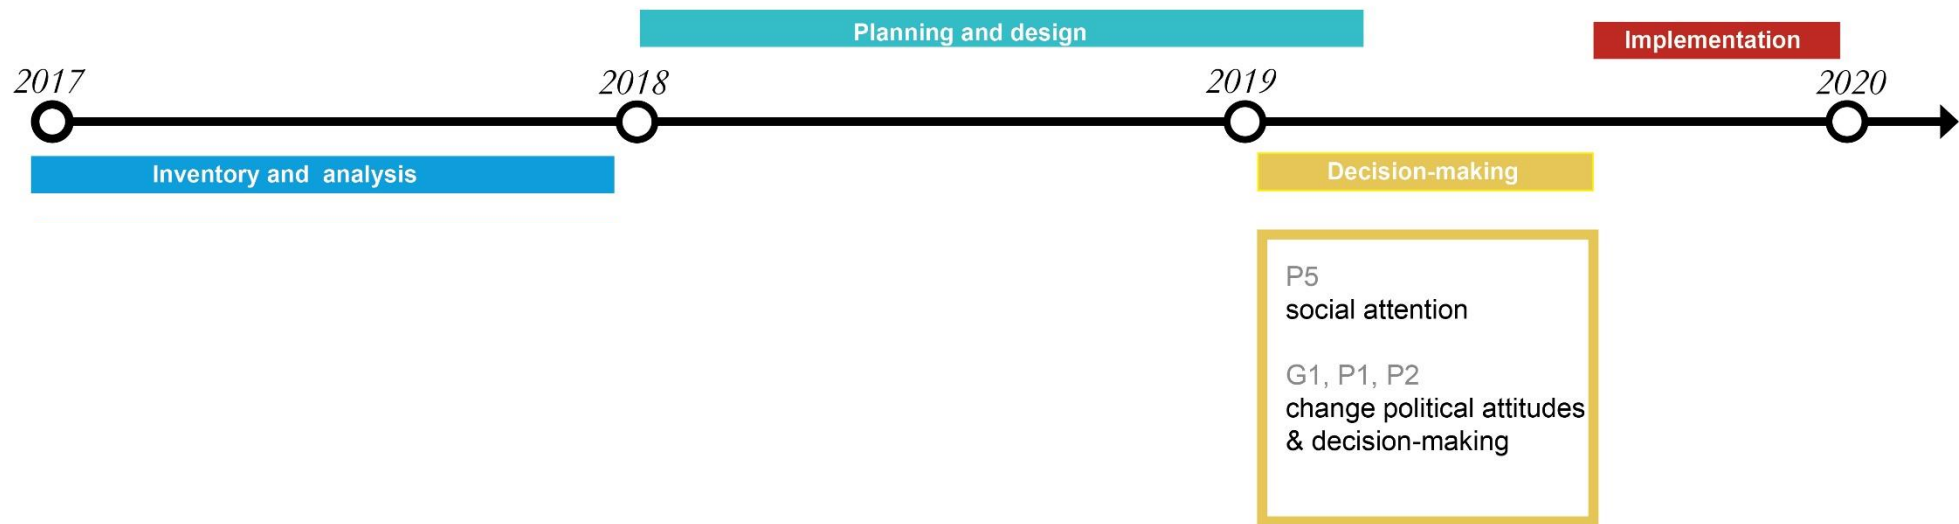 Planning and design
Implementation
2017
2018
2019
2020
Inventory and analysis
Decision-making
P5
social attention
G1, P1, P2
change political attitudes
& decision-making